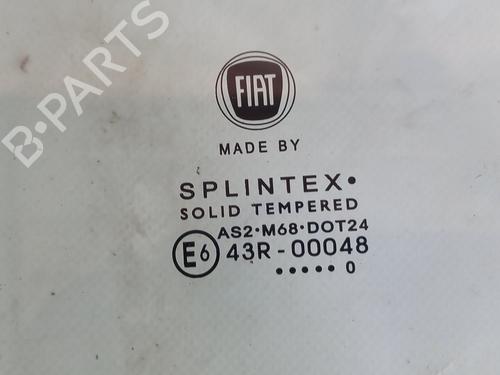 B-PARTS
FIAT
MADE BY
SPLINTEX•
SOLID TEMPERED
AS2•M68•DOT24
E6 43R-00048
•••••0